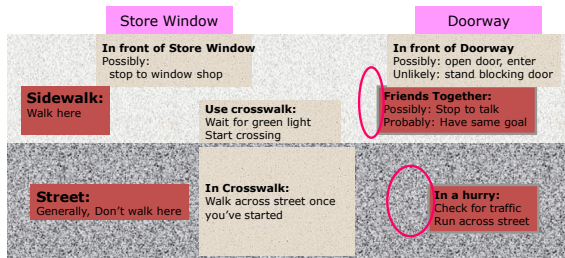 Store Window
Doorway
In front of Store Window
Possibly:
stop to window shop
In front of Doorway
Possibly: open door, enter
Unlikely: stand blocking door
Sidewalk:
Walk here
Use crosswalk:
Wait for green light
Start crossing
Friends Together:
Possibly: Stop to talk
Probably: Have same goal
Street:
Generally, Don't walk here
In Crosswalk:
Walk across street once
you've started
In a hurry:
Check for traffic
Run across street